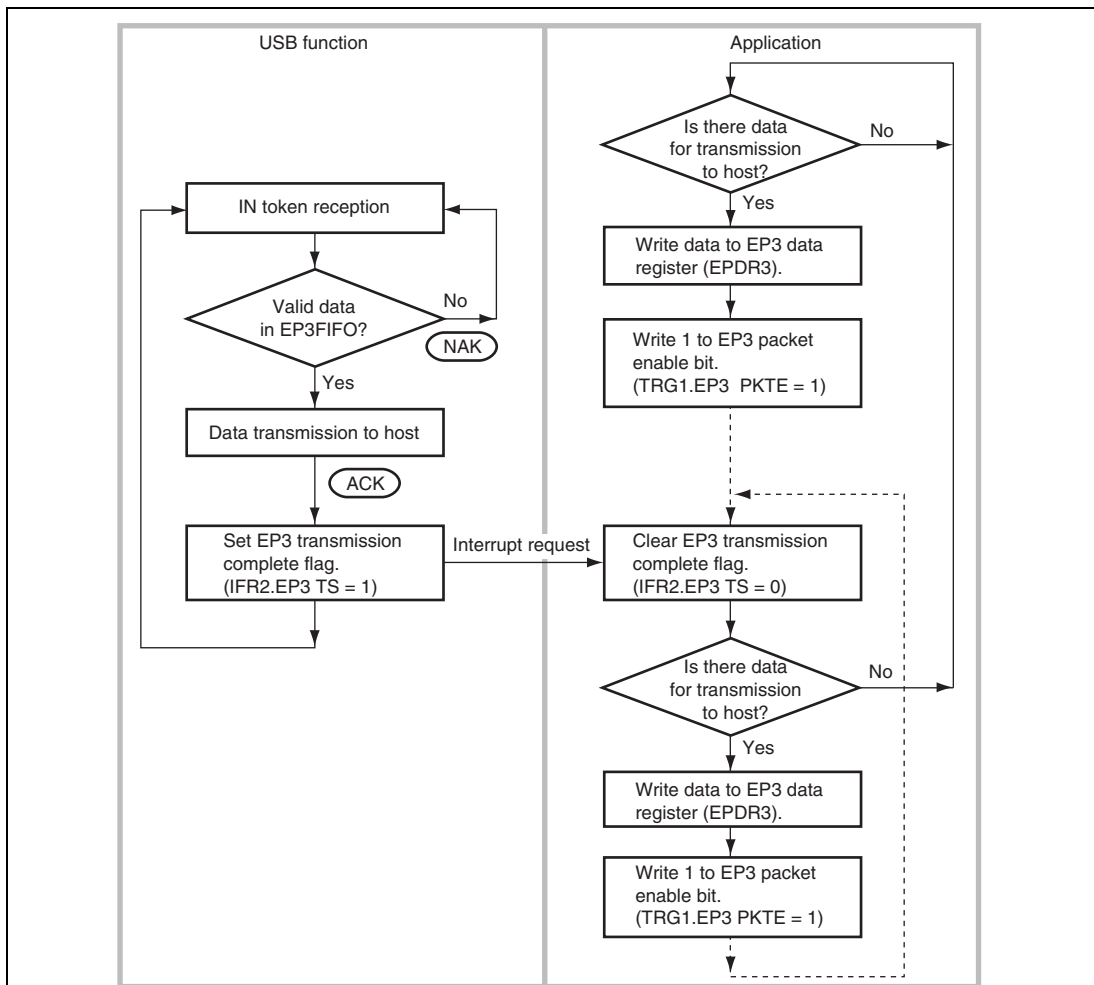 USB function
IN token reception
Valid data
in EP3FIFO?
No
NAK
Yes
Data transmission to host
ACK
Set EP3 transmission
complete flag.
(IFR2.EP3 TS = 1)
Interrupt request
Application
Is there data
for transmission
to host?
No
Yes
Write data to EP3 data
register (EPDR3).
Write 1 to EP3 packet
enable bit.
(TRG1.EP3  PKTE = 1)
Clear EP3 transmission
complete flag.
(IFR2.EP3 TS = 0)
Is there data
for transmission
to host?
No
Yes
Write data to EP3 data
register (EPDR3).
Write 1 to EP3 packet
enable bit.
(TRG1.EP3 PKTE = 1)